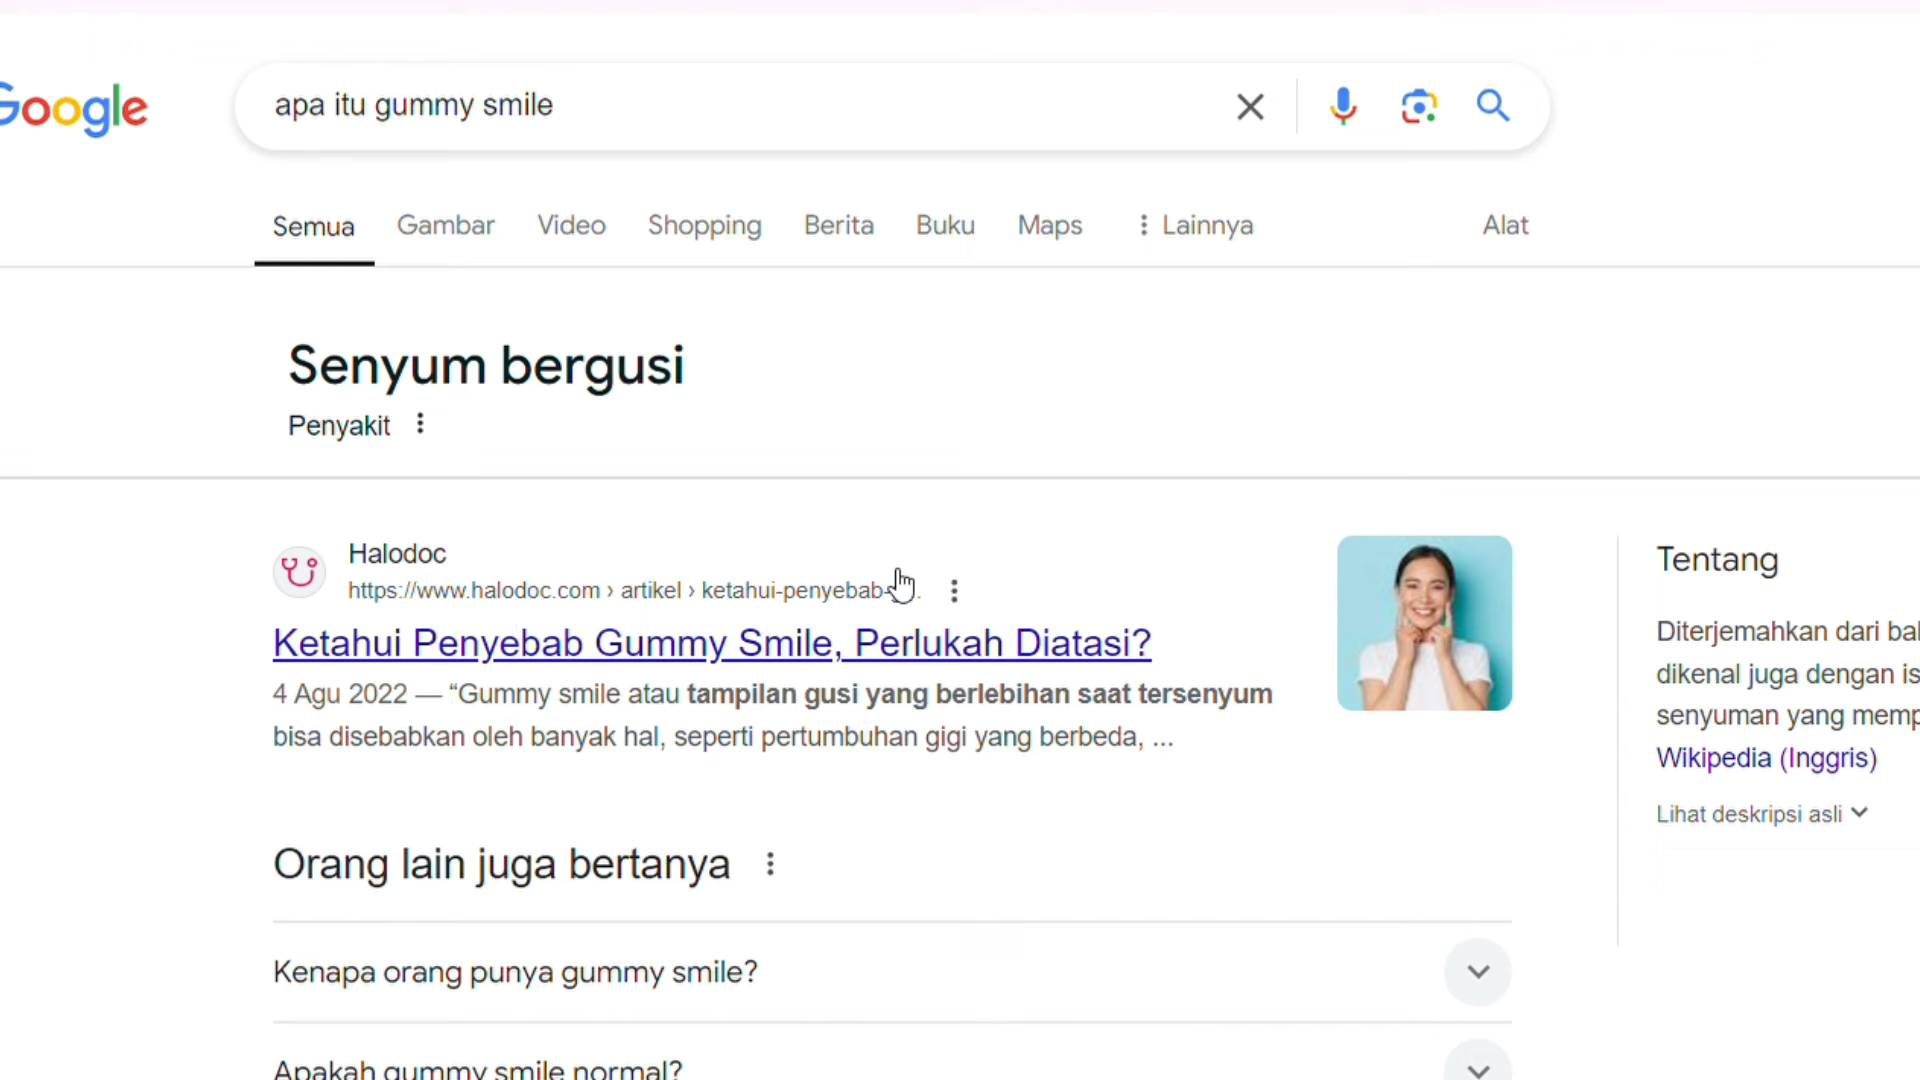 Google
apa itu gummy smile
Semua Gambar Video Shopping Berita Buku Maps Lainnya Alat
Senyum bergusi
Penyakit
Halodoc
https://www.halodoc.com › artikel › ketahui-penyebab-
Ketahui Penyebab Gummy Smile, Perlukah Diatasi?
4 Agu 2022 — “Gummy smile atau tampilan gusi yang berlebihan saat tersenyum
bisa disebabkan oleh banyak hal, seperti pertumbuhan gigi yang berbeda, ...
Tentang
Diterjemahkan dari
dikenal juga dengan
senyuman yang
Wikipedia (Inggris)
Lihat deskripsi asli
Orang lain juga bertanya
Kenapa orang punya gummy smile?
Apakah gummy smile normal?